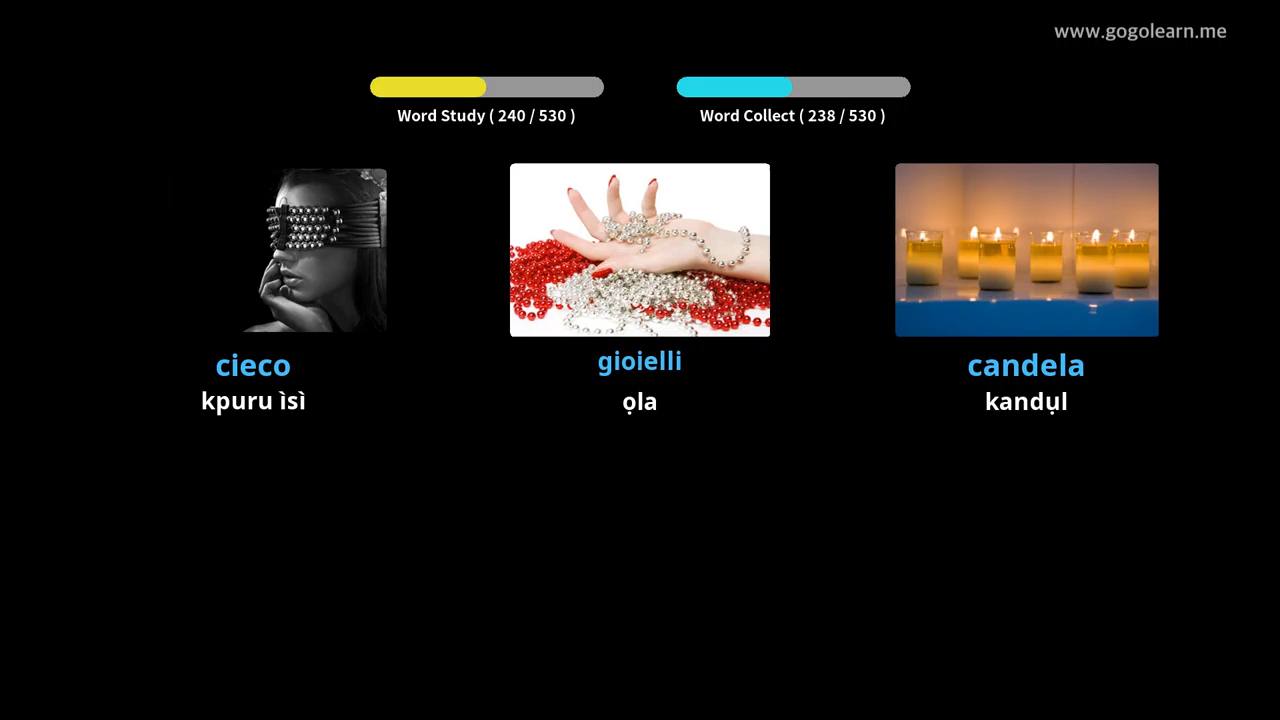 www.gogolearn.me
Word Study ( 240 / 530 )
Word Collect ( 238 / 530 )
cieco
kpuru ìsì
gioielli
ọla
candela
kandụl